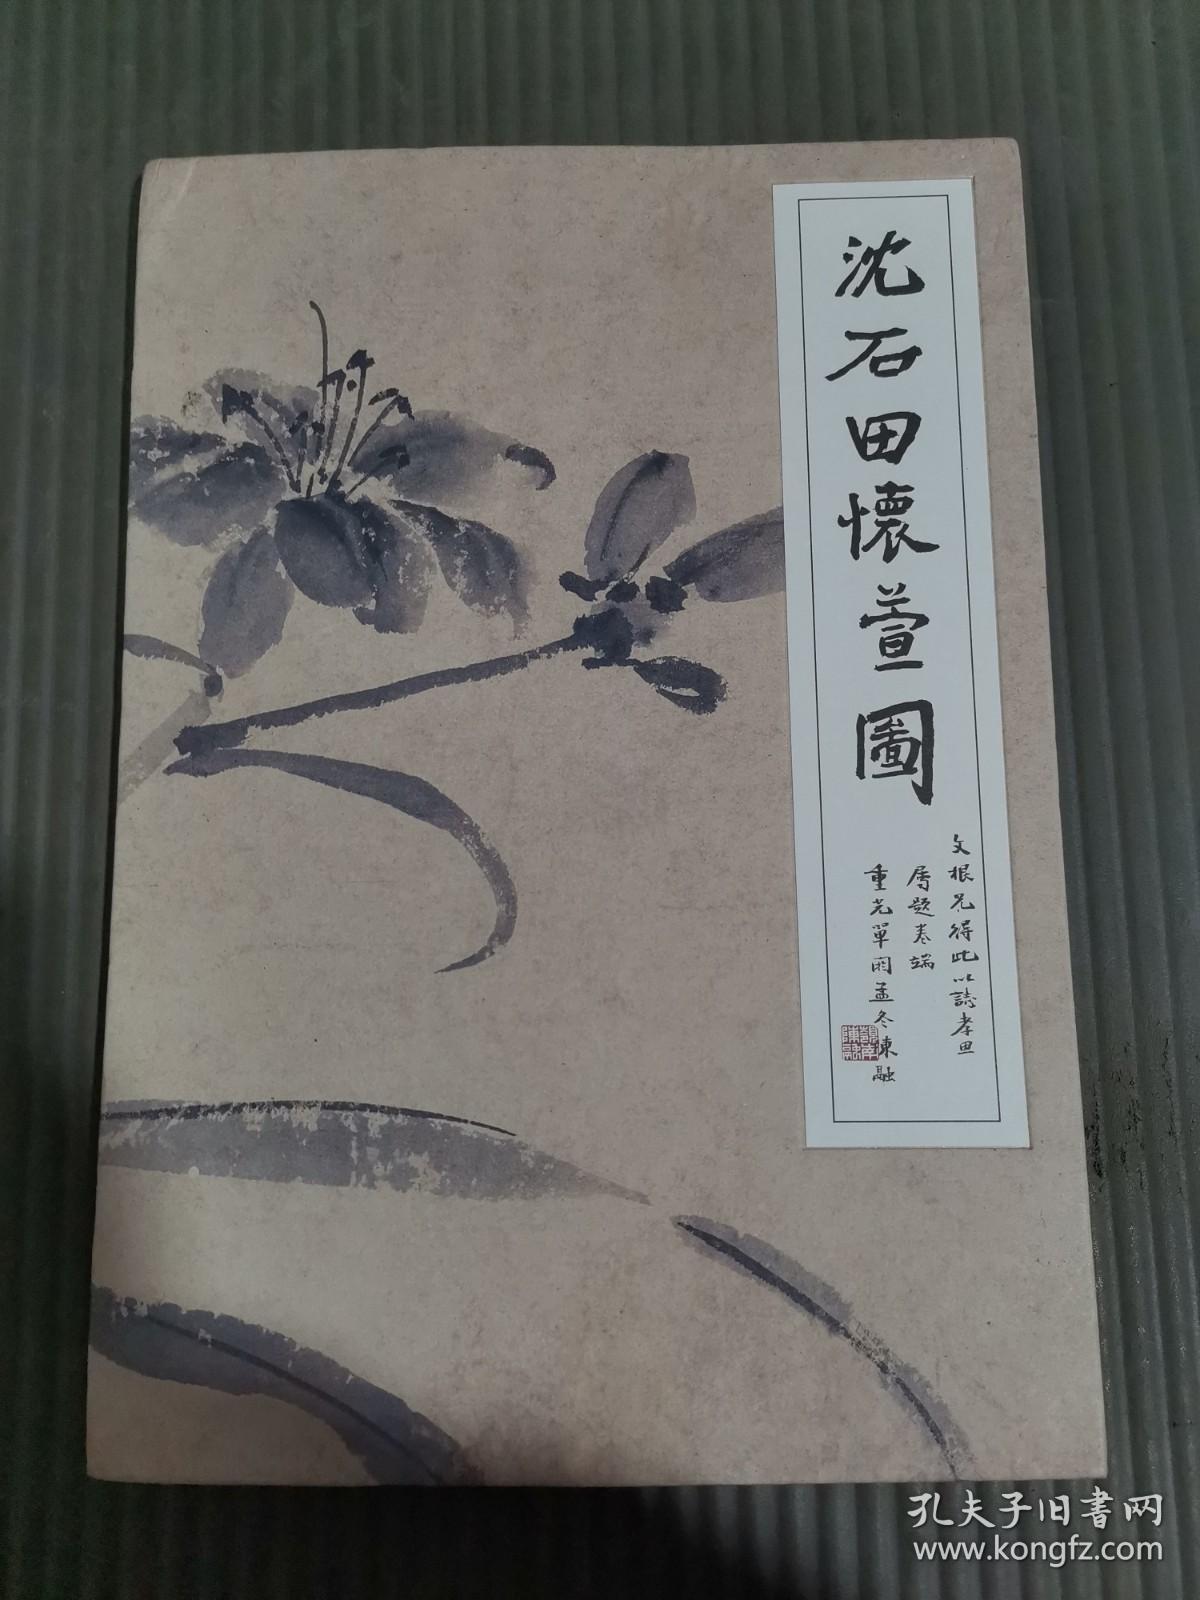 沈石田懷萱圖
文根兄得此以誌孝思
屬題卷端
重光單閼孟冬陳融
孔夫子旧书网
www.kongfz.com